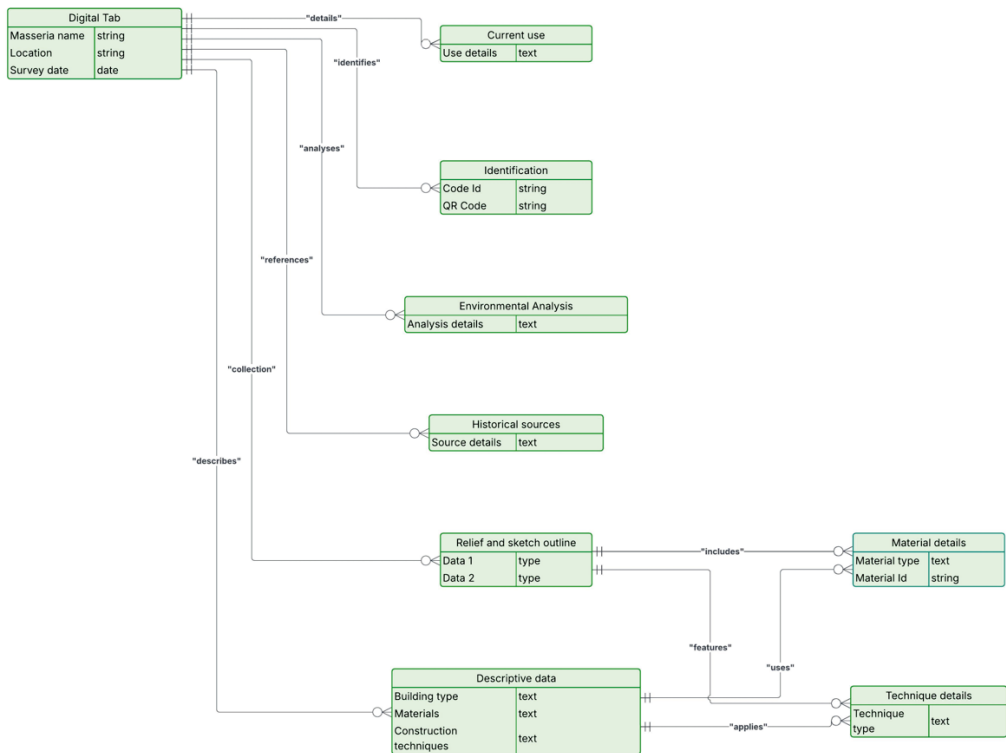 Digital Tab
Masseria name string
Location string
Survey date date
"details"
Current use
Use details text
"identifies"
"analyses"
Identification
Code Id string
QR Code string
"references"
Environmental Analysis
Analysis details text
"collection"
Historical sources
Source details text
"describes"
Relief and sketch outline
Data 1 type
Data 2 type
"includes"
Material details
Material type text
Material Id string
"features"
"uses"
Descriptive data
Building type text
Materials text
Construction
techniques text
"applies"
Technique details
Technique
type text